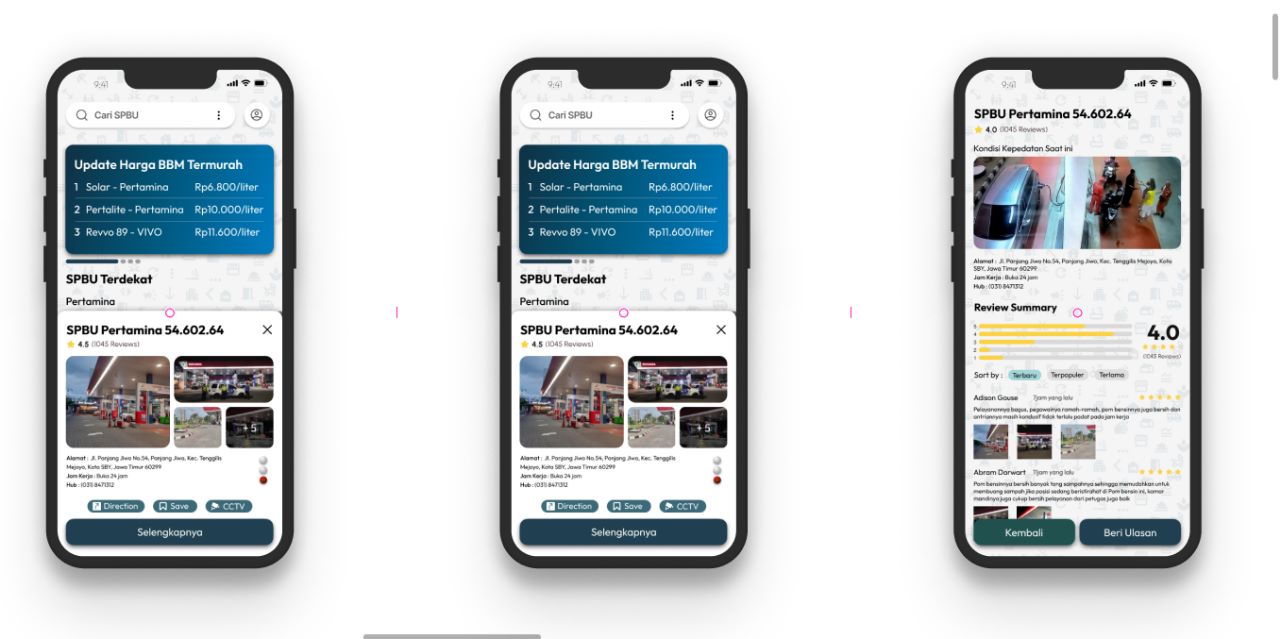 9:41
Cari SPBU
Update Harga BBM Termurah
1 Solar - Pertamina Rp6.800/liter
2 Pertalite - Pertamina Rp10.000/liter
3 Revvo 89 - VIVO Rp11.600/liter
SPBU Terdekat
Pertamina
SPBU Pertamina 54.602.64
4.5 (1045 Reviews)
+ 5
Alamat : Jl. Panjang Jiwo No.54, Panjang Jiwo, Kec. Tenggilis
Mejoyo, Kota SBY, Jawa Timur 60299
Jam Kerja : Buka 24 jam
Hub : (031) 8471312
Direction Save CCTV
Selengkapnya
9:41
Cari SPBU
Update Harga BBM Termurah
1 Solar - Pertamina Rp6.800/liter
2 Pertalite - Pertamina Rp10.000/liter
3 Revvo 89 - VIVO Rp11.600/liter
SPBU Terdekat
Pertamina
SPBU Pertamina 54.602.64
4.5 (1045 Reviews)
+ 5
Alamat : Jl. Panjang Jiwo No.54, Panjang Jiwo, Kec. Tenggilis
Mejoyo, Kota SBY, Jawa Timur 60299
Jam Kerja : Buka 24 jam
Hub : (031) 8471312
Direction Save CCTV
Selengkapnya
9:41
SPBU Pertamina 54.602.64
4.0 (1045 Reviews)
Kondisi Kepedatan Saat ini
Alamat : Jl. Panjang Jiwo No.54, Panjang Jiwo, Kec. Tenggilis Mejoyo, Kota
SBY, Jawa Timur 60299
Jam Kerja : Buka 24 jam
Hub : (031) 8471312
Review Summary
5
4
3
2
1
4.0
(1045 Reviews)
Sort by : Terbaru Terpopuler Terlama
Adison Gouse 7jam yang lalu
Pelayanannya bagus, pegawainya ramah-ramah, pom bensinnya juga bersih dan
antriannya masih kondusif tidak terlalu padat pada jam kerja
Abram Darwart 11jam yang lalu
Pom bensinnya bersih banyak tong sampahnya sehingga memudahkan untuk
membuang sampah jika posisi sedang beristirahat di Pom bensin ini, kamar
mandinya juga cukup bersih pelayanan dari petugas juga baik
Kembali Beri Ulasan